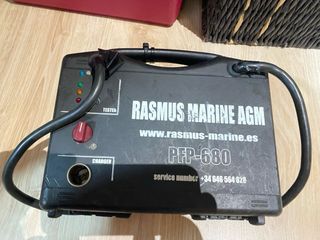 TESTER
RASMUS MARINE AGM
www.rasmus-marine.es
PFP-680
CHARGER
service number +34 646 564 828